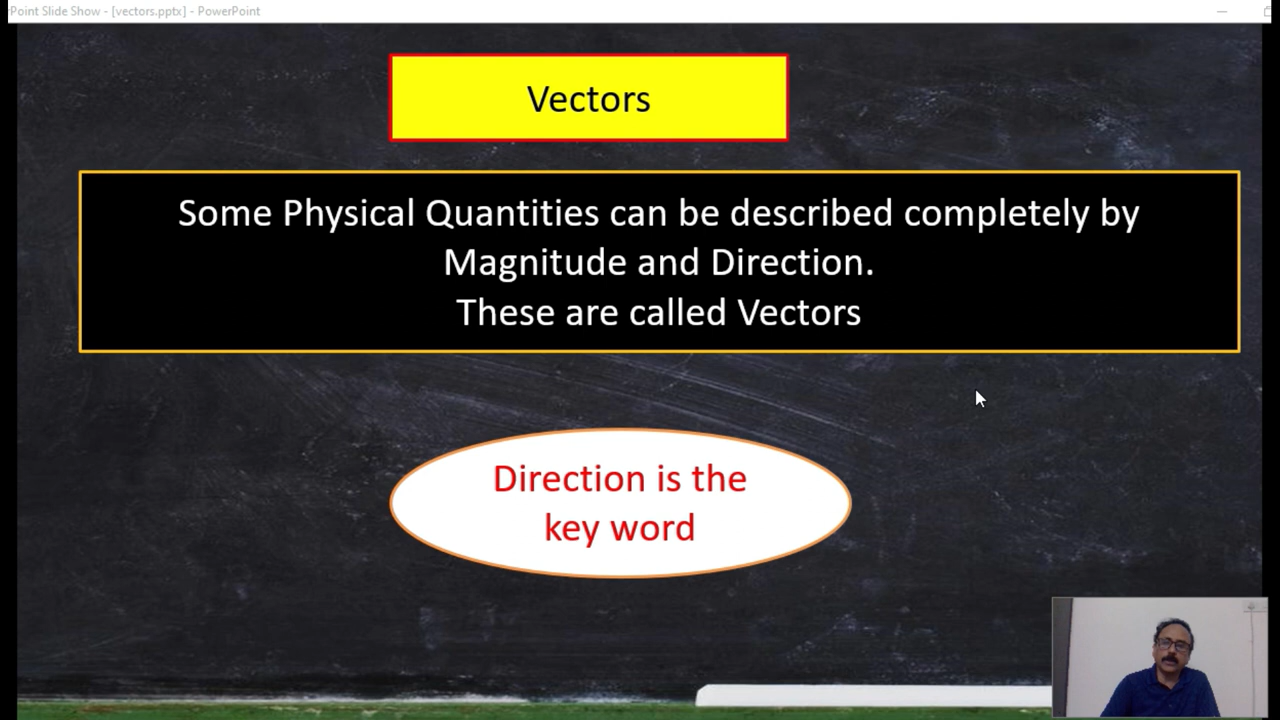 Point Slide Show - [vectors.pptx] - PowerPoint
Vectors
Some Physical Quantities can be described completely by
Magnitude and Direction.
These are called Vectors
Direction is the
key word